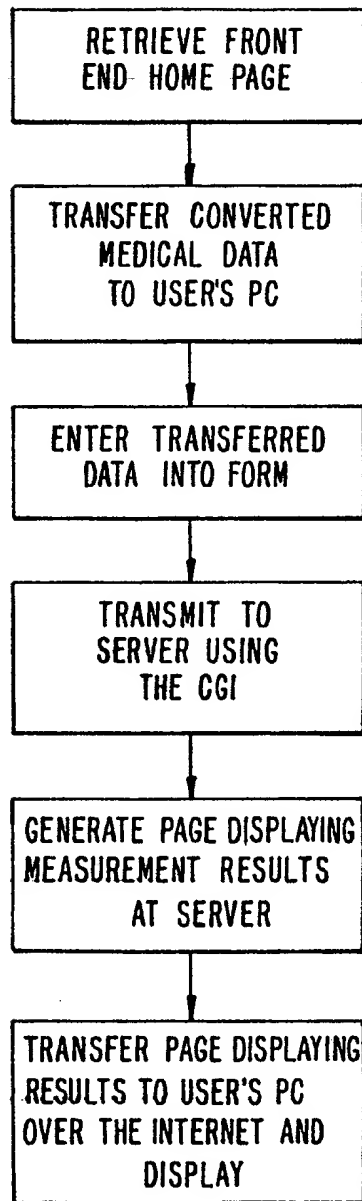 RETRIEVE FRONT
END HOME PAGE
TRANSFER CONVERTED
MEDICAL DATA
TO USER'S PC
ENTER TRANSFERRED
DATA INTO FORM
TRANSMIT TO
SERVER USING
THE CGI
GENERATE PAGE DISPLAYING
MEASUREMENT RESULTS
AT SERVER
TRANSFER PAGE DISPLAYING
RESULTS TO USER'S PC
OVER THE INTERNET AND
DISPLAY